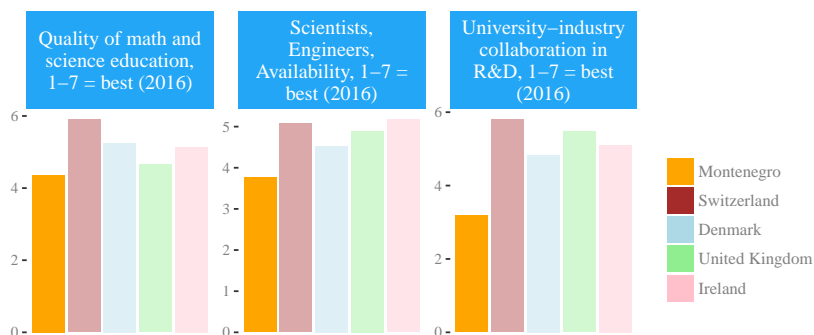 Quality of math and
science education,
1–7 = best (2016)
Scientists,
Engineers,
Availability, 1–7 =
best (2016)
University–industry
collaboration in
R&D, 1–7 = best
(2016)
6
4
2
0
5
4
3
2
1
0
6
4
2
0
Montenegro
Switzerland
Denmark
United Kingdom
Ireland